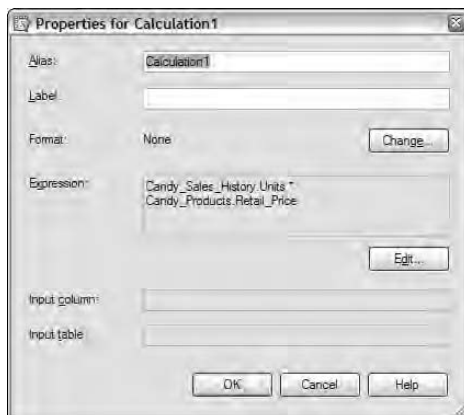 Properties for Calculation1
Alias:
Calculation1
Label
Format:
None
Change...
Expression:
Candy_Sales_History.Units *
Candy_Products.Retail_Price
Edit...
Input column:
Input table
OK
Cancel
Help